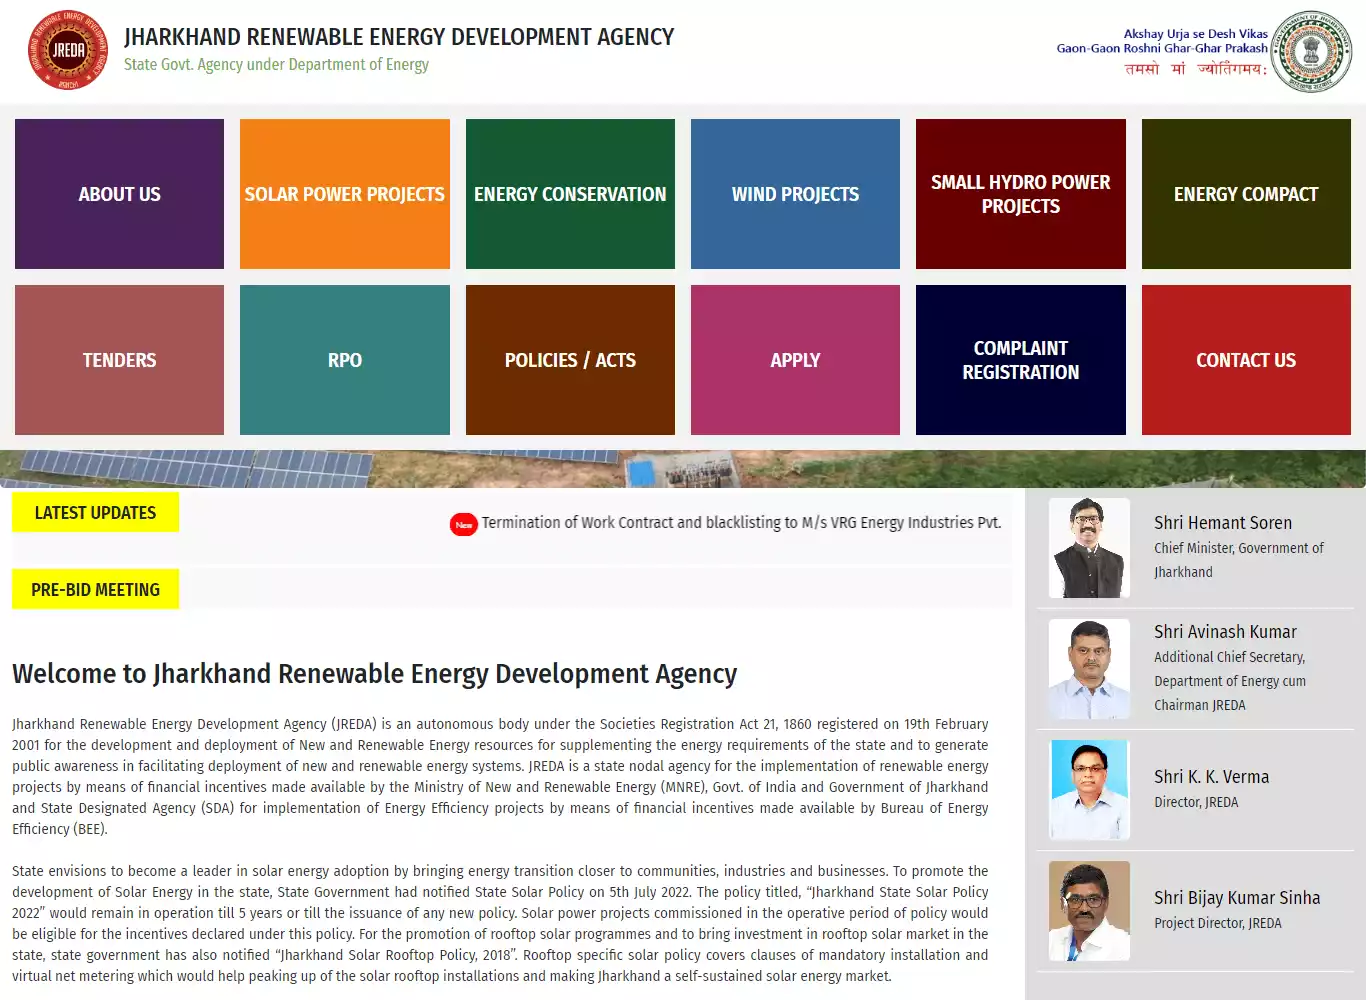 JREDA
JHARKHAND RENEWABLE ENERGY DEVELOPMENT AGENCY
State Govt. Agency under Department of Energy
Akshay Urja se Desh Vikas
Gaon-Gaon Roshni Ghar-Ghar Prakash
तमसो मां ज्योतिंगमय:
ABOUT US
SOLAR POWER PROJECTS
ENERGY CONSERVATION
WIND PROJECTS
SMALL HYDRO POWER
PROJECTS
ENERGY COMPACT
TENDERS
RPO
POLICIES / ACTS
APPLY
COMPLAINT
REGISTRATION
CONTACT US
LATEST UPDATES
New Termination of Work Contract and blacklisting to M/s VRG Energy Industries Pvt.
PRE-BID MEETING
Welcome to Jharkhand Renewable Energy Development Agency
Jharkhand Renewable Energy Development Agency (JREDA) is an autonomous body under the Societies Registration Act 21, 1860 registered on 19th February
2001 for the development and deployment of New and Renewable Energy resources for supplementing the energy requirements of the state and to generate
public awareness in facilitating deployment of new and renewable energy systems. JREDA is a state nodal agency for the implementation of renewable energy
projects by means of financial incentives made available by the Ministry of New and Renewable Energy (MNRE), Govt. of India and Government of Jharkhand
and State Designated Agency (SDA) for implementation of Energy Efficiency projects by means of financial incentives made available by Bureau of Energy
Efficiency (BEE).
State envisions to become a leader in solar energy adoption by bringing energy transition closer to communities, industries and businesses. To promote the
development of Solar Energy in the state, State Government had notified State Solar Policy on 5th July 2022. The policy titled, “Jharkhand State Solar Policy
2022” would remain in operation till 5 years or till the issuance of any new policy. Solar power projects commissioned in the operative period of policy would
be eligible for the incentives declared under this policy. For the promotion of rooftop solar programmes and to bring investment in rooftop solar market in the
state, state government has also notified “Jharkhand Solar Rooftop Policy, 2018”. Rooftop specific solar policy covers clauses of mandatory installation and
virtual net metering which would help peaking up of the solar rooftop installations and making Jharkhand a self-sustained solar energy market.
Shri Hemant Soren
Chief Minister, Government of
Jharkhand
Shri Avinash Kumar
Additional Chief Secretary,
Department of Energy cum
Chairman JREDA
Shri K. K. Verma
Director, JREDA
Shri Bijay Kumar Sinha
Project Director, JREDA